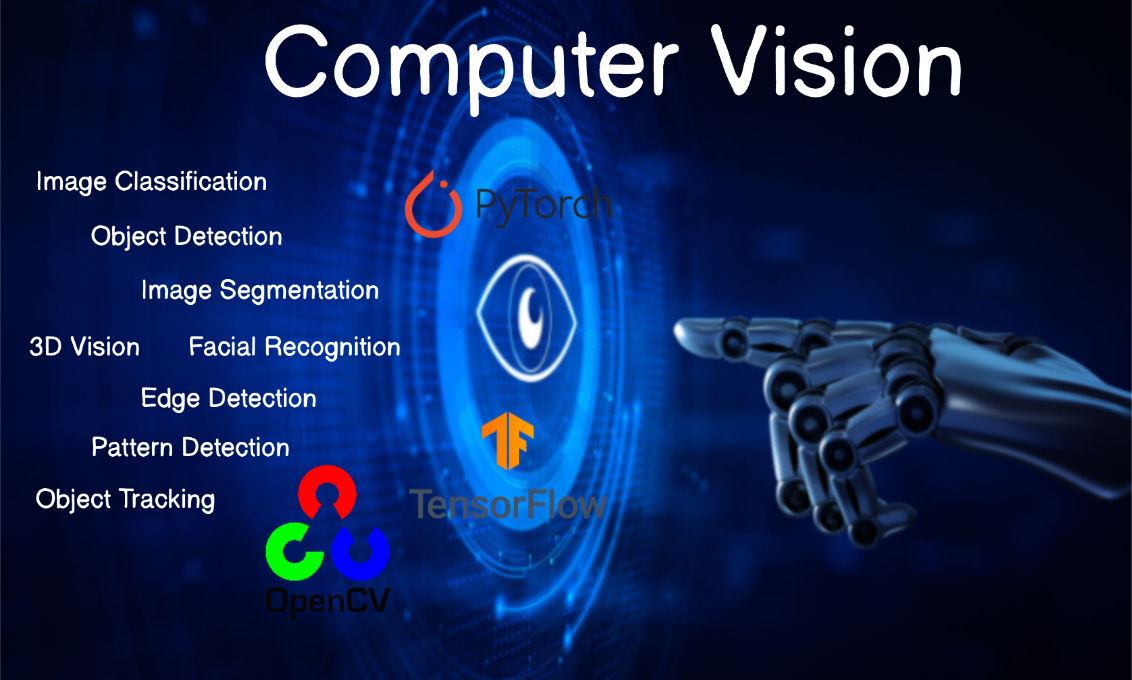 Computer Vision
Image Classification
PyTorch
Object Detection
Image Segmentation
3D Vision Facial Recognition
Edge Detection
Pattern Detection
Object Tracking
TensorFlow
OpenCV